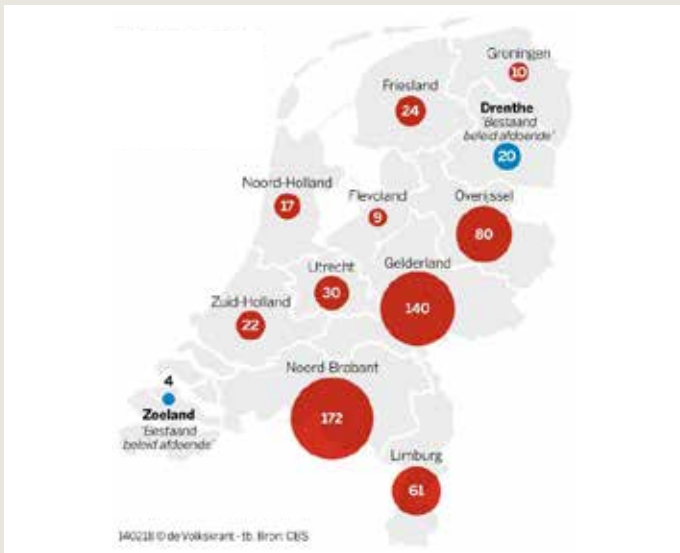 Groningen
10
Friesland
24
Drenthe
'Bestaand
beleid afdoende'
20
Noord-Holland
17
Flevoland
9
Overijssel
80
Utrecht
30
Gelderland
140
Zuid-Holland
22
Noord Brabant
172
4
Zeeland
'Bestaand
beleid afdoende'
Limburg
61
140218 © de Volkskrant - tb. Bron: CBS